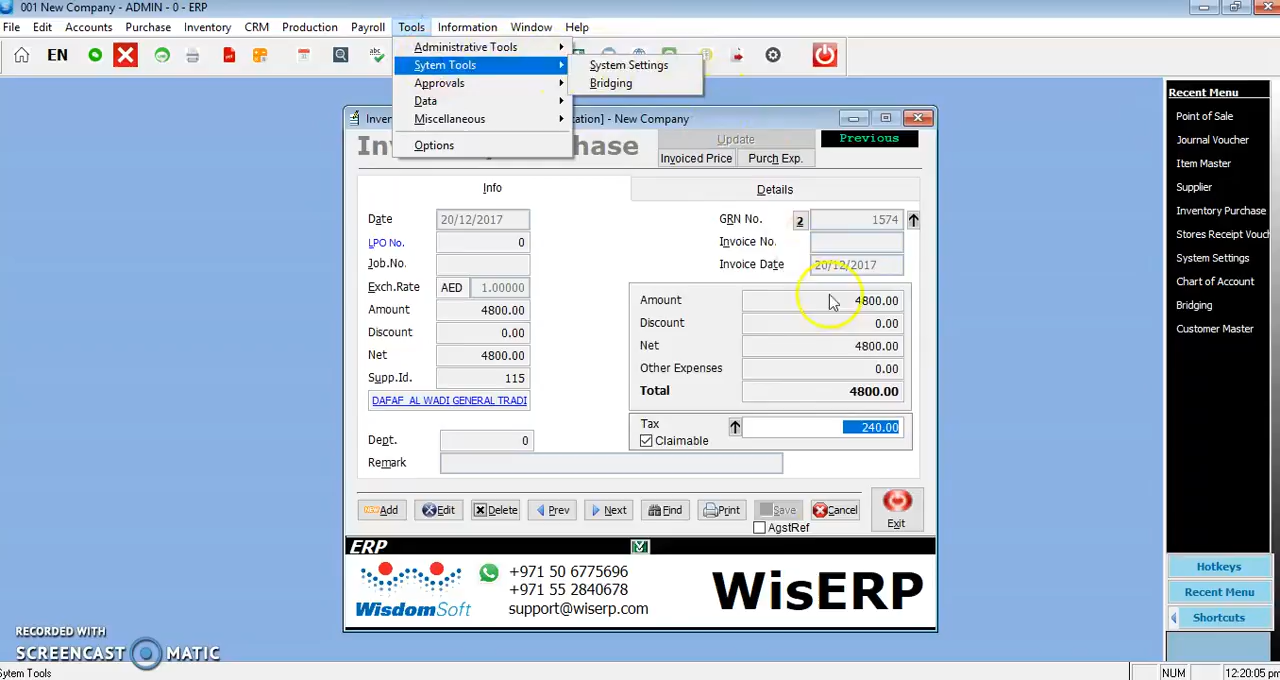 001 New Company - ADMIN - 0 - ERP
File Edit Accounts Purchase Inventory CRM Production Payroll Tools Information Window Help
EN
Administrative Tools
Sytem Tools
Approvals
Data
Miscellaneous
Options
System Settings
Bridging
Inven
tation] - New Company
Inv
hase
Update
Previous
Invoiced Price
Purch Exp.
Info
Details
Date 20/12/2017
LPO No. 0
Job.No.
Exch.Rate AED 1.00000
Amount 4800.00
Discount 0.00
Net 4800.00
Supp.Id. 115
DAFAF AL WADI GENERAL TRADI
Dept. 0
Remark
GRN No. 2 1574
Invoice No.
Invoice Date 20/12/2017
Amount 4800.00
Discount 0.00
Net 4800.00
Other Expenses 0.00
Total 4800.00
Tax 240.00
Claimable
NEW Add Edit Delete Prev Next Find Print Save Cancel
AgstRef
Exit
ERP
WisdomSoft
+971 50 6775696
+971 55 2840678
support@wiserp.com
WisERP
Recent Menu
Point of Sale
Journal Voucher
Item Master
Supplier
Inventory Purchase
Stores Receipt Vouch
System Settings
Chart of Account
Bridging
Customer Master
Hotkeys
Recent Menu
Shortcuts
RECORDED WITH
SCREENCAST MATIC
Sytem Tools
NUM
12:20:05 pm